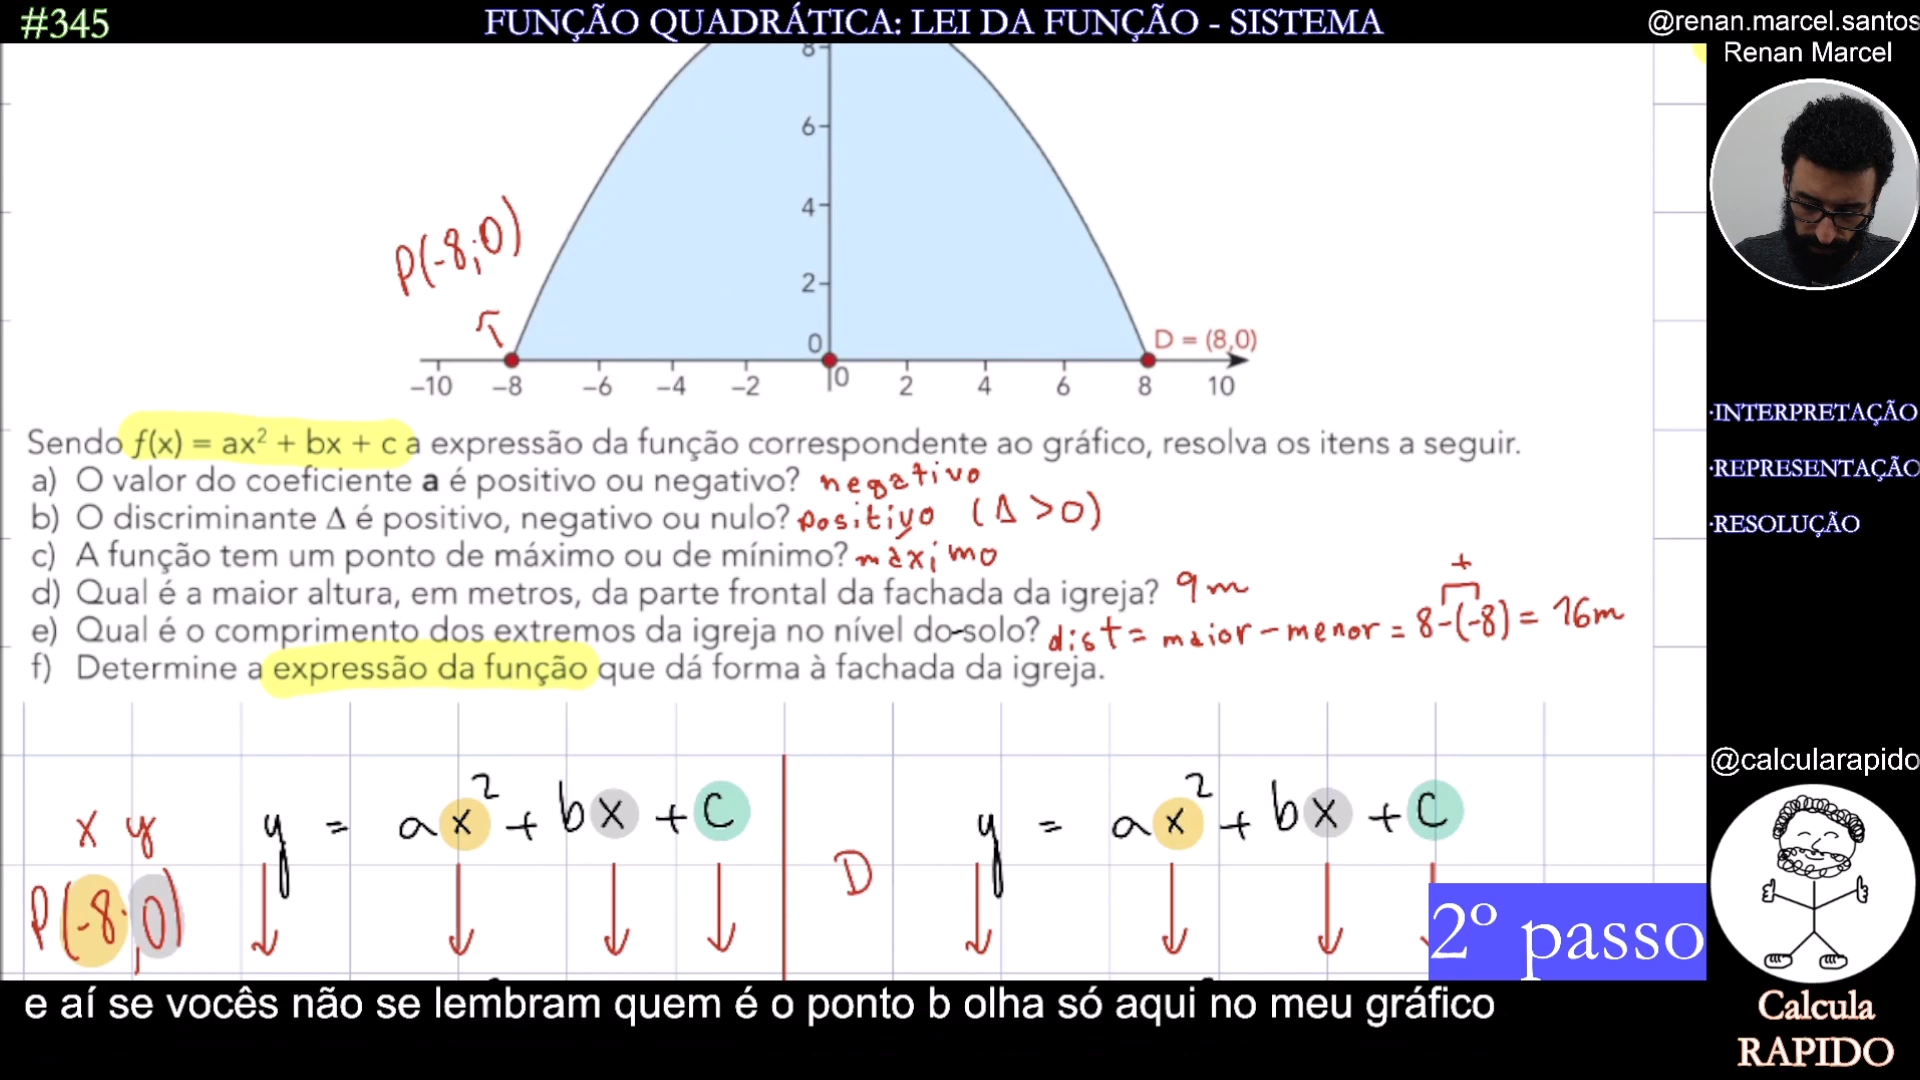 #345
FUNÇÃO QUADRÁTICA: LEI DA FUNÇÃO - SISTEMA
@renan.marcel.santos
Renan Marcel
8
6
4
2
0
P(-8;0)
D = (8,0)
-10 -8 -6 -4 -2 0 2 4 6 8 10
Sendo f(x) = ax² + bx + c a expressão da função correspondente ao gráfico, resolva os itens a seguir.
a) O valor do coeficiente a é positivo ou negativo? negativo
b) O discriminante Δ é positivo, negativo ou nulo? positivo (Δ > 0)
c) A função tem um ponto de máximo ou de mínimo? máximo
d) Qual é a maior altura, em metros, da parte frontal da fachada da igreja? 9m
+
e) Qual é o comprimento dos extremos da igreja no nível do solo? dist = maior - menor = 8-(-8) = 16m
f) Determine a expressão da função que dá forma à fachada da igreja.
x y
y = ax² + bx + c
P(-8;0)
D
y = ax² + bx + c
2º passo
·INTERPRETAÇÃO
·REPRESENTAÇÃO
·RESOLUÇÃO
@calcularapido
Calcula
RAPIDO
e aí se vocês não se lembram quem é o ponto b olha só aqui no meu gráfico